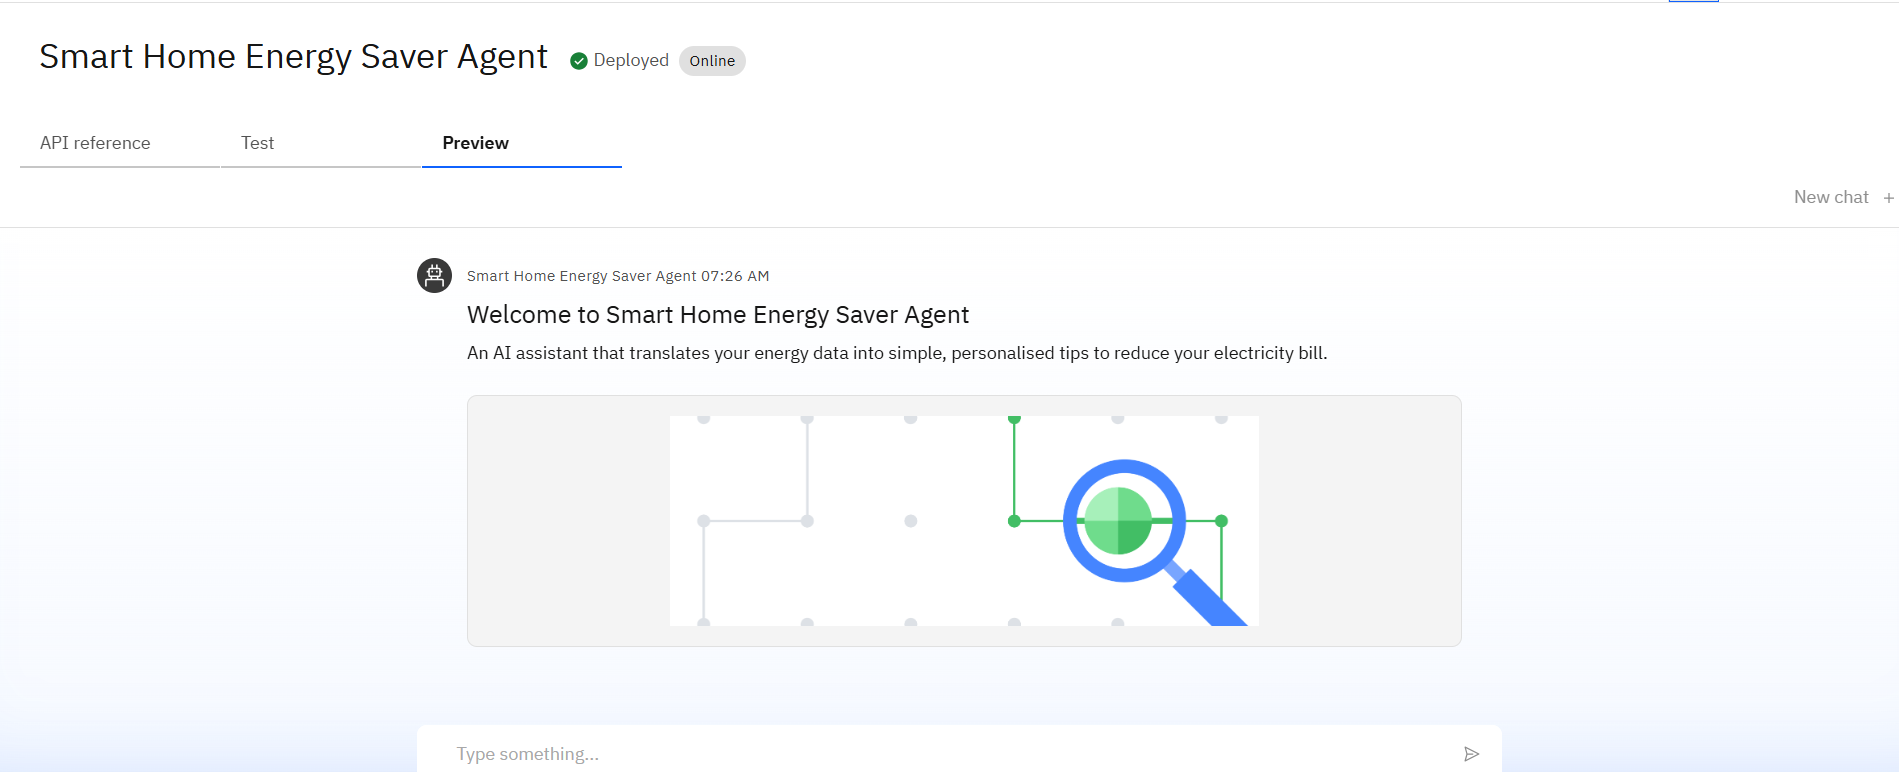 Smart Home Energy Saver Agent Deployed Online
API reference Test Preview
New chat +
Smart Home Energy Saver Agent 07:26 AM
Welcome to Smart Home Energy Saver Agent
An AI assistant that translates your energy data into simple, personalised tips to reduce your electricity bill.
Type something...